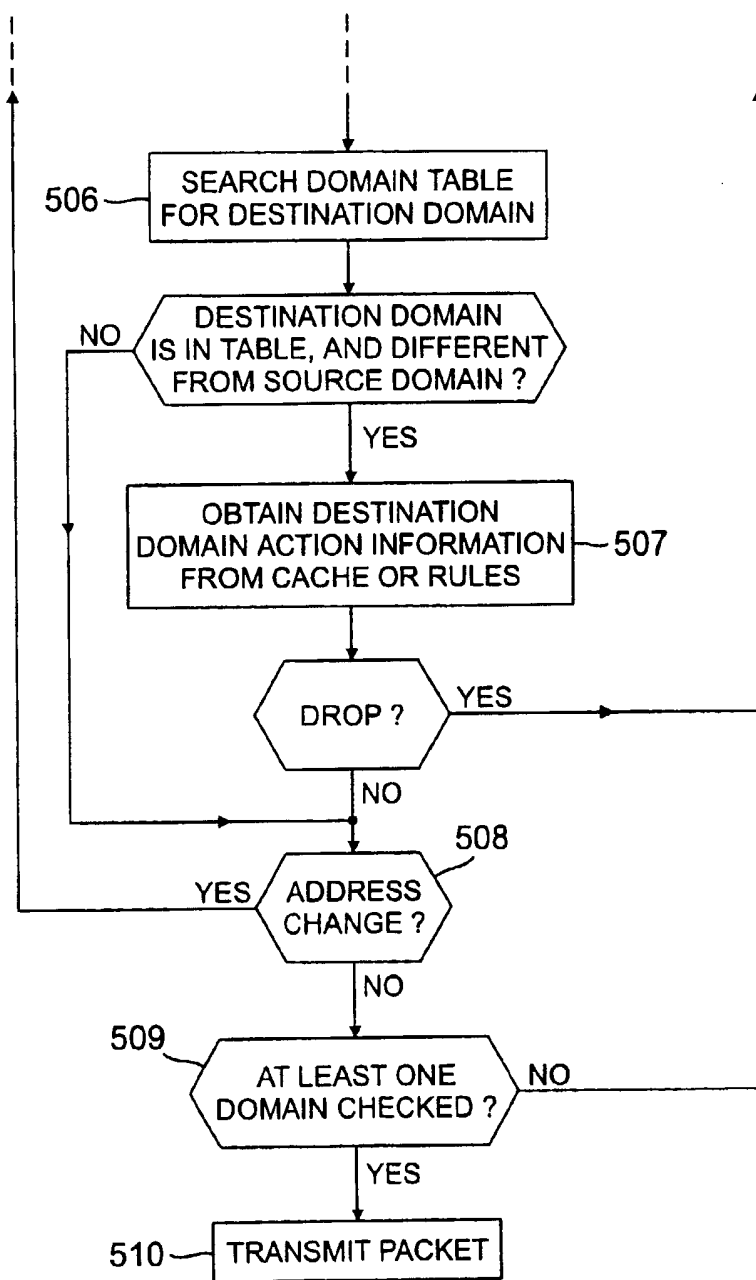 506
SEARCH DOMAIN TABLE
FOR DESTINATION DOMAIN
NO
DESTINATION DOMAIN
IS IN TABLE, AND DIFFERENT
FROM SOURCE DOMAIN ?
YES
OBTAIN DESTINATION
DOMAIN ACTION INFORMATION
FROM CACHE OR RULES
507
DROP ?
YES
NO
508
YES
ADDRESS
CHANGE ?
NO
509
AT LEAST ONE
DOMAIN CHECKED ?
NO
YES
510
TRANSMIT PACKET